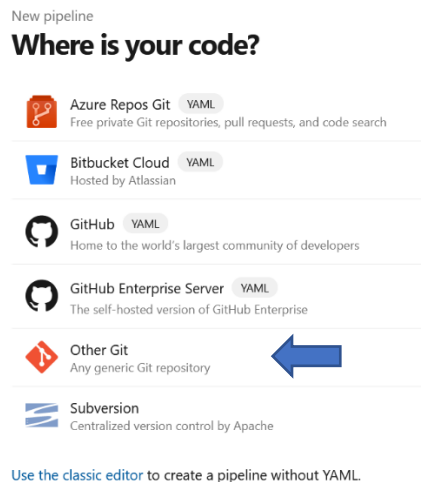 New pipeline
Where is your code?
Azure Repos Git YAML
Free private Git repositories, pull requests, and code search
Bitbucket Cloud YAML
Hosted by Atlassian
GitHub YAML
Home to the world's largest community of developers
GitHub Enterprise Server YAML
The self-hosted version of GitHub Enterprise
Other Git
Any generic Git repository
Subversion
Centralized version control by Apache
Use the classic editor to create a pipeline without YAML.